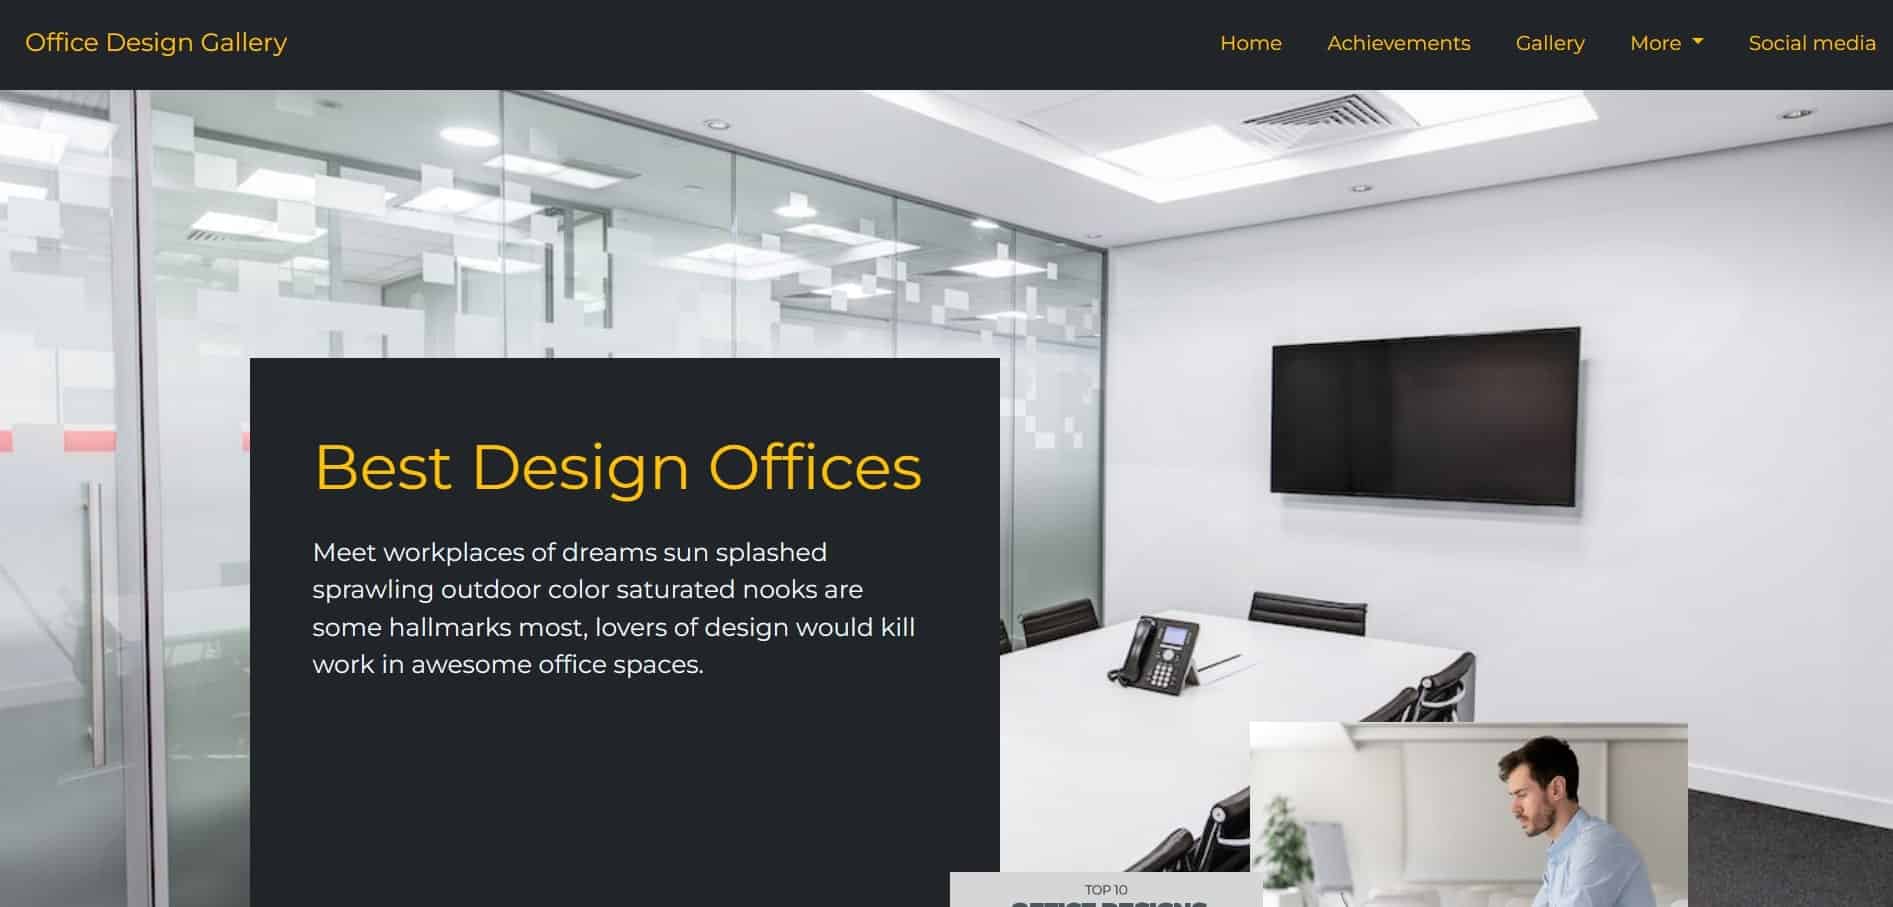 Office Design Gallery
Home Achievements Gallery More Social media
Best Design Offices
Meet workplaces of dreams sun splashed
sprawling outdoor color saturated nooks are
some hallmarks most, lovers of design would kill
work in awesome office spaces.
TOP 10
OFFICE DESIGNS